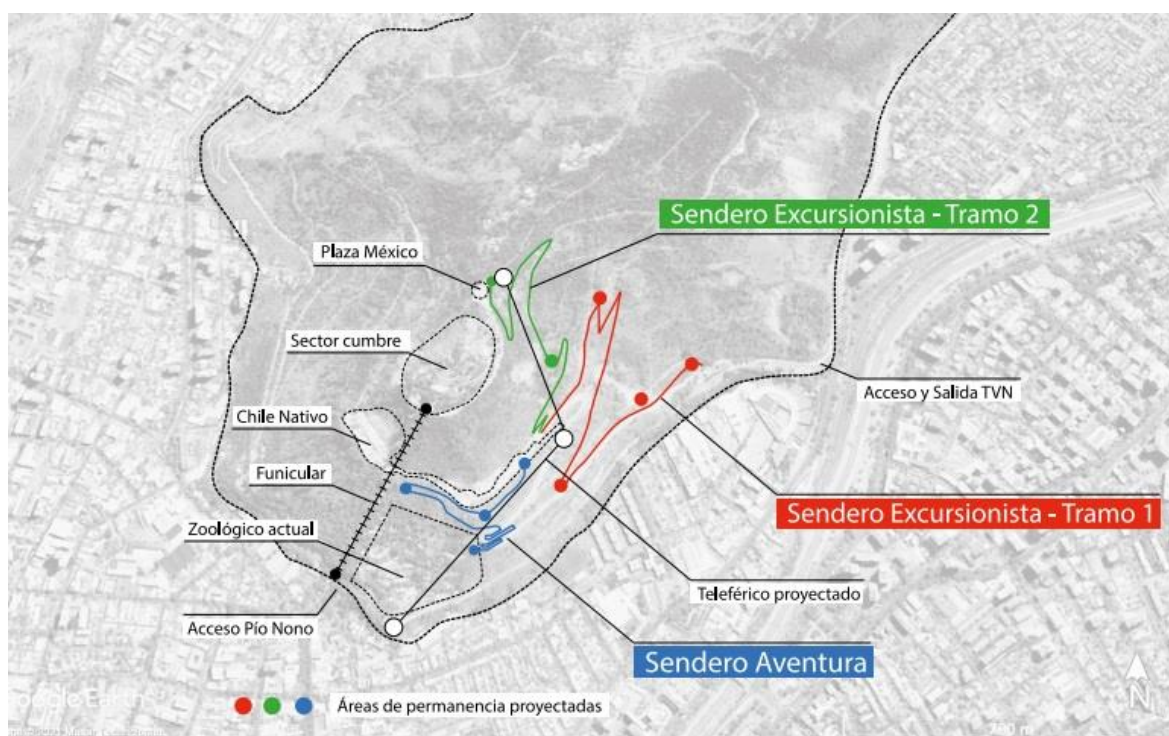 Sendero Excursionista - Tramo 2
Plaza México
Sector cumbre
Acceso y Salida TVN
Chile Nativo
Funicular
Sendero Excursionista - Tramo 1
Zoológico actual
Teleférico proyectado
Acceso Pío Nono
Sendero Aventura
N
Áreas de permanencia proyectadas